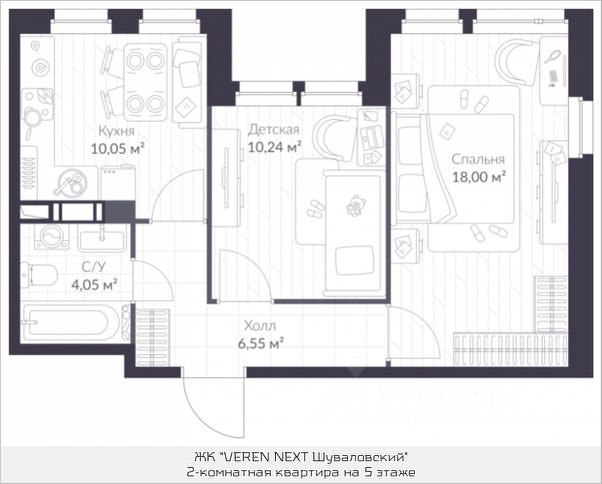 Кухня
10.05 м²
Детская
10.24 м²
Спальня
18.00 м²
С/У
4.05 м²
Холл
6.55 м²
ЖК "VEREN NEXT Шуваловский"
2-комнатная квартира на 5 этаже